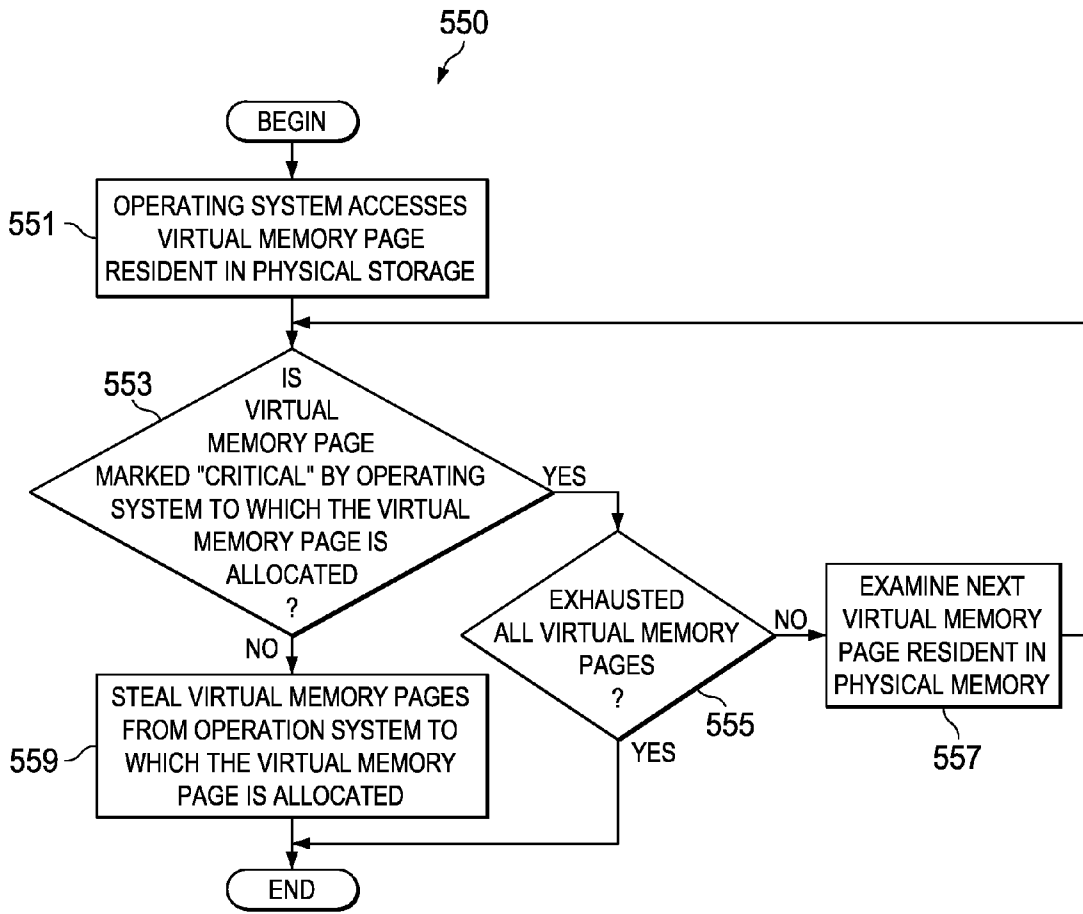 550
BEGIN
551
OPERATING SYSTEM ACCESSES
VIRTUAL MEMORY PAGE
RESIDENT IN PHYSICAL STORAGE
553
IS
VIRTUAL
MEMORY PAGE
MARKED "CRITICAL" BY OPERATING
SYSTEM TO WHICH THE VIRTUAL
MEMORY PAGE IS
ALLOCATED
?
YES
NO
EXHAUSTED
ALL VIRTUAL MEMORY
PAGES
?
555
NO
YES
EXAMINE NEXT
VIRTUAL MEMORY
PAGE RESIDENT IN
PHYSICAL MEMORY
557
559
STEAL VIRTUAL MEMORY PAGES
FROM OPERATION SYSTEM TO
WHICH THE VIRTUAL MEMORY
PAGE IS ALLOCATED
END